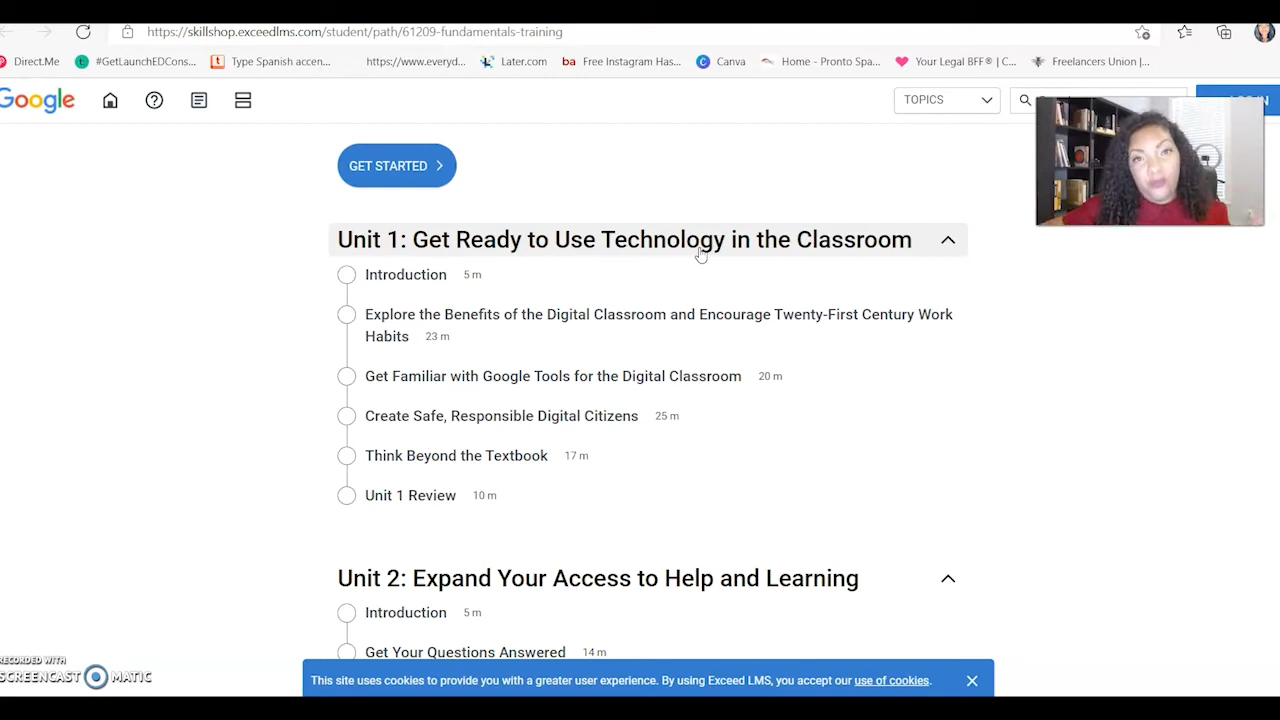 https://skillshop.exceedlms.com/student/path/61209-fundamentals-training
Direct.Me #GetLaunchEDCons... Type Spanish accen... https://www.everyd... Later.com ba Free Instagram Has... Canva Home - Pronto Spa... Your Legal BFF® | C... Freelancers Union |...
Google TOPICS
GET STARTED
Unit 1: Get Ready to Use Technology in the Classroom
Introduction 5 m
Explore the Benefits of the Digital Classroom and Encourage Twenty-First Century Work
Habits 23 m
Get Familiar with Google Tools for the Digital Classroom 20 m
Create Safe, Responsible Digital Citizens 25 m
Think Beyond the Textbook 17 m
Unit 1 Review 10 m
Unit 2: Expand Your Access to Help and Learning
Introduction 5 m
Get Your Questions Answered 14 m
RECORDED WITH
SCREENCAST MATIC
This site uses cookies to provide you with a greater user experience. By using Exceed LMS, you accept our use of cookies.